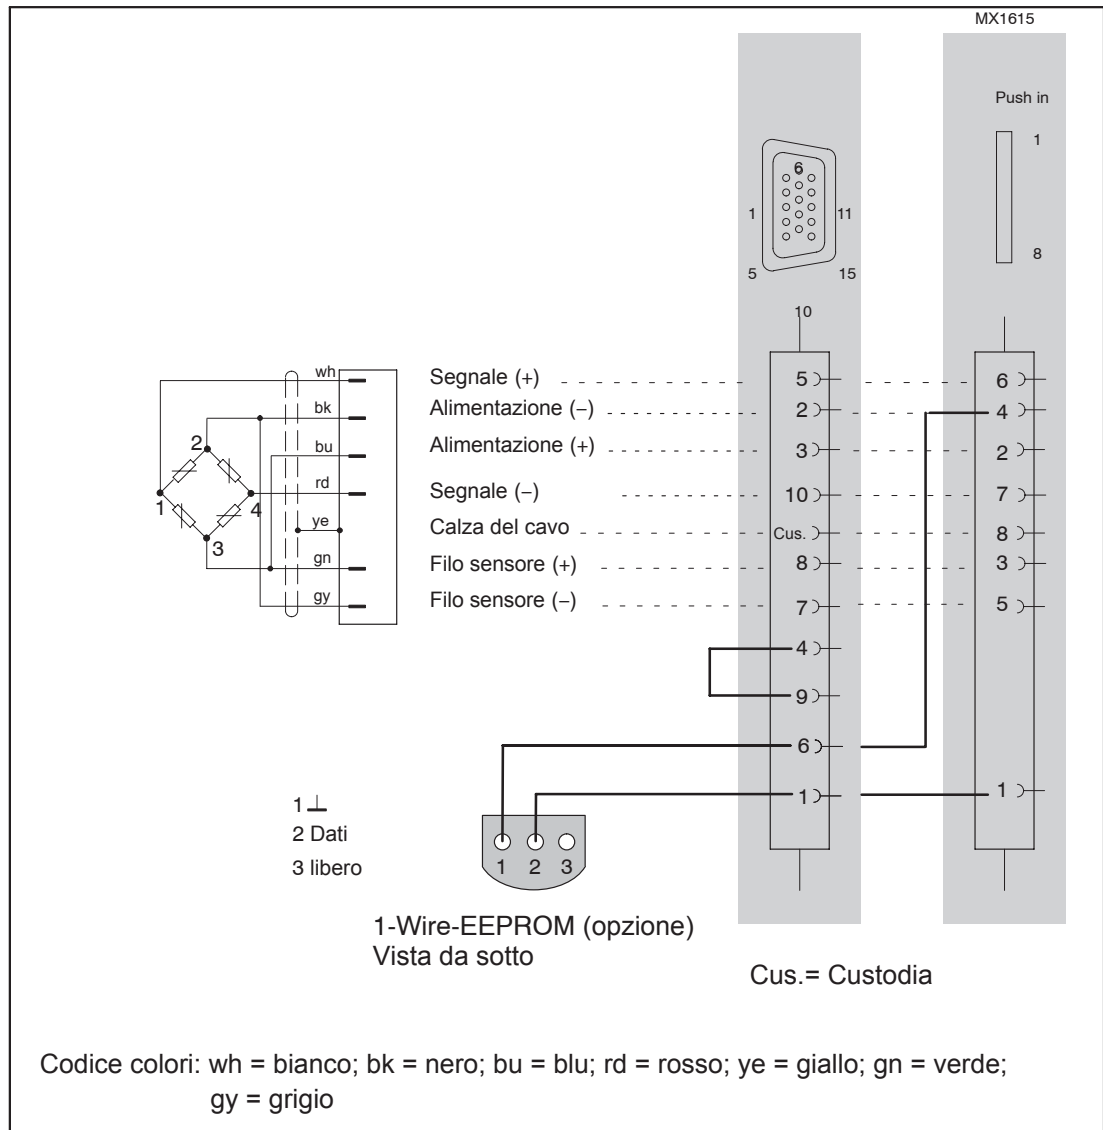 MX1615
Push in
1
8
6
1
11
5
15
10
wh
Segnale (+)
5
6
bk
Alimentazione (–)
2
4
bu
Alimentazione (+)
3
2
rd
Segnale (–)
10
7
ye
Calza del cavo
Cus.
8
gn
Filo sensore (+)
8
3
gy
Filo sensore (–)
7
5
2
1
4
3
4
9
6
1
1
1
2 Dati
3 libero
1 2 3
1-Wire-EEPROM (opzione)
Vista da sotto
Cus.= Custodia
Codice colori: wh = bianco; bk = nero; bu = blu; rd = rosso; ye = giallo; gn = verde;
gy = grigio